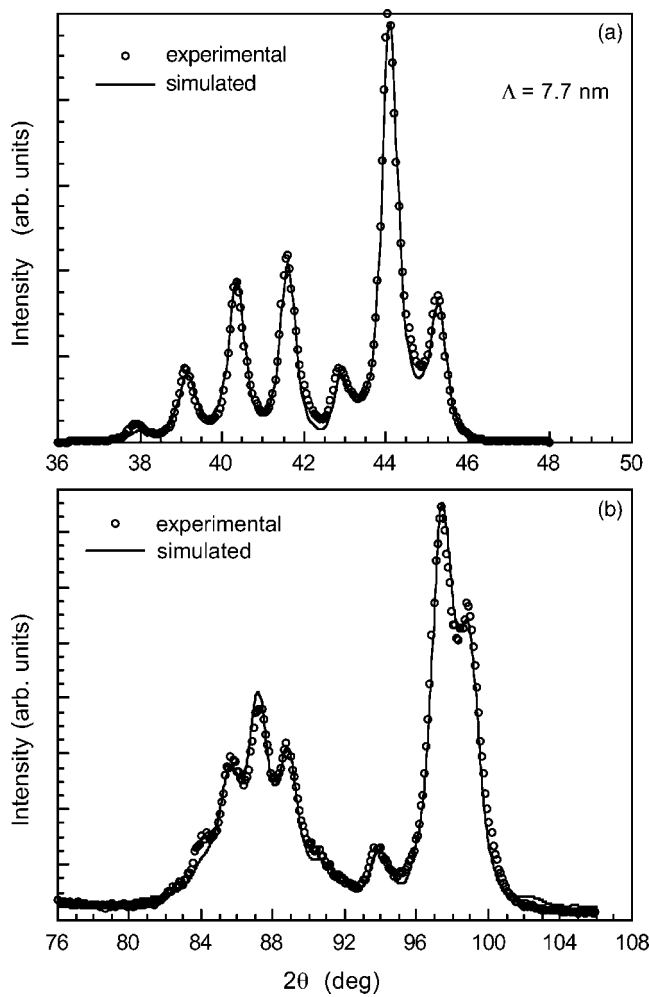 (a)
experimental
simulated
Λ = 7.7 nm
Intensity (arb. units)
36 38 40 42 44 46 48 50
(b)
experimental
simulated
Intensity (arb. units)
76 80 84 88 92 96 100 104 108
2θ (deg)